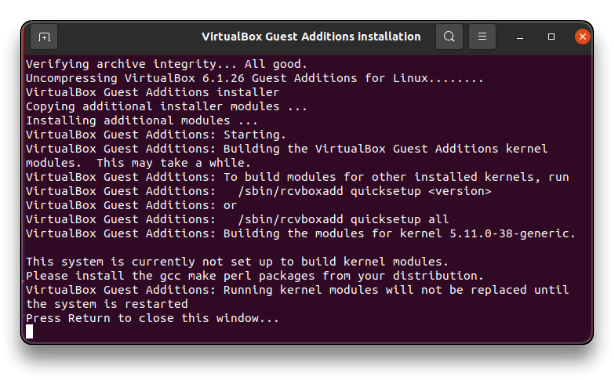 VirtualBox Guest Additions installation
Verifying archive integrity... All good.
Uncompressing VirtualBox 6.1.26 Guest Additions for Linux........
VirtualBox Guest Additions installer
Copying additional installer modules ...
Installing additional modules ...
VirtualBox Guest Additions: Starting.
VirtualBox Guest Additions: Building the VirtualBox Guest Additions kernel
modules.  This may take a while.
VirtualBox Guest Additions: To build modules for other installed kernels, run
VirtualBox Guest Additions:   /sbin/rcvboxadd quicksetup <version>
VirtualBox Guest Additions: or
VirtualBox Guest Additions:   /sbin/rcvboxadd quicksetup all
VirtualBox Guest Additions: Building the modules for kernel 5.11.0-38-generic.
This system is currently not set up to build kernel modules.
Please install the gcc make perl packages from your distribution.
VirtualBox Guest Additions: Running kernel modules will not be replaced until
the system is restarted
Press Return to close this window...